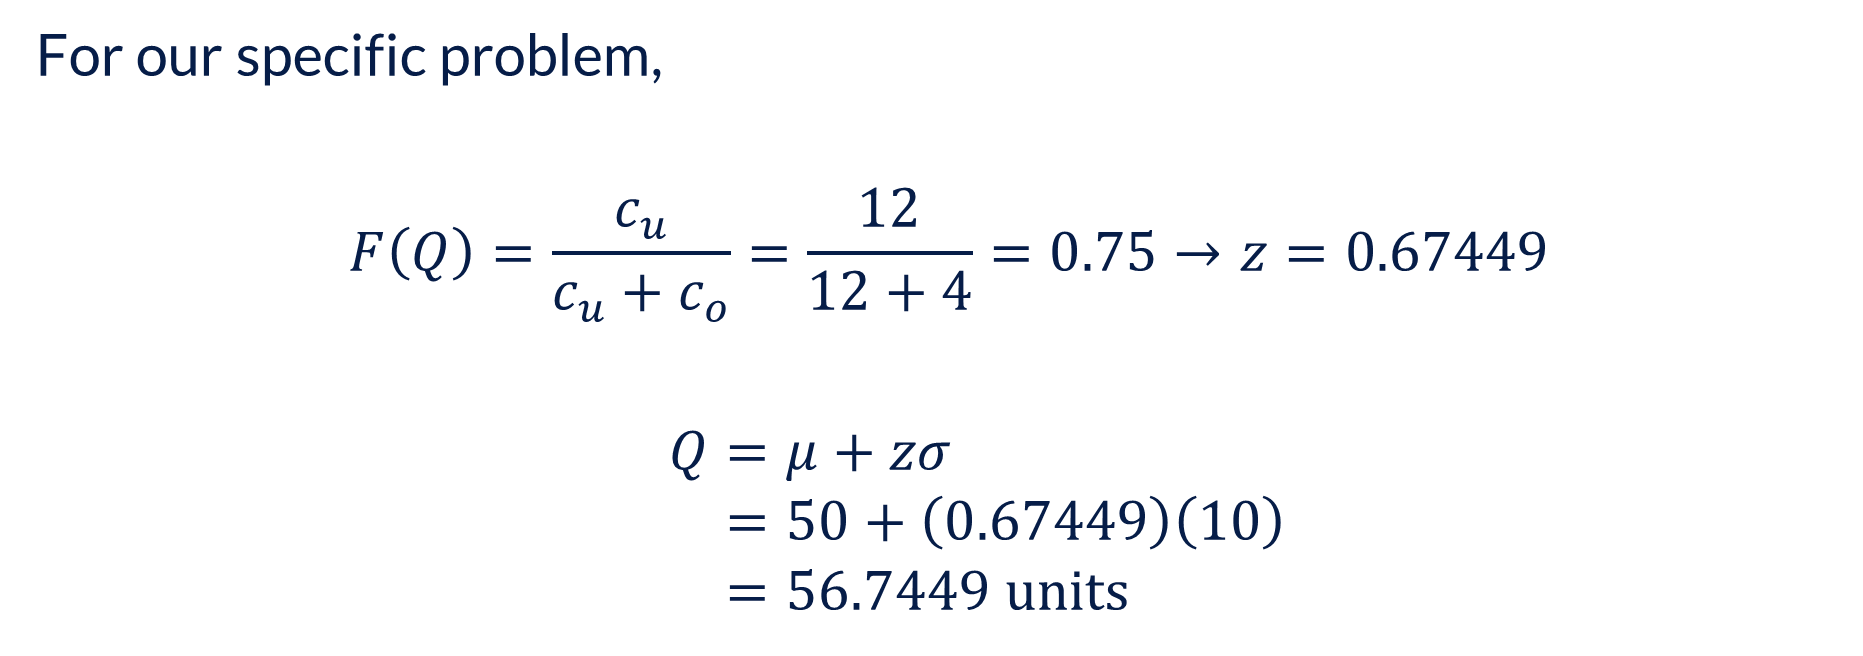 For our specific problem,
F(Q) = c_u / (c_u + c_o) = 12 / (12 + 4) = 0.75 → z = 0.67449
Q = μ + zσ
= 50 + (0.67449)(10)
= 56.7449 units